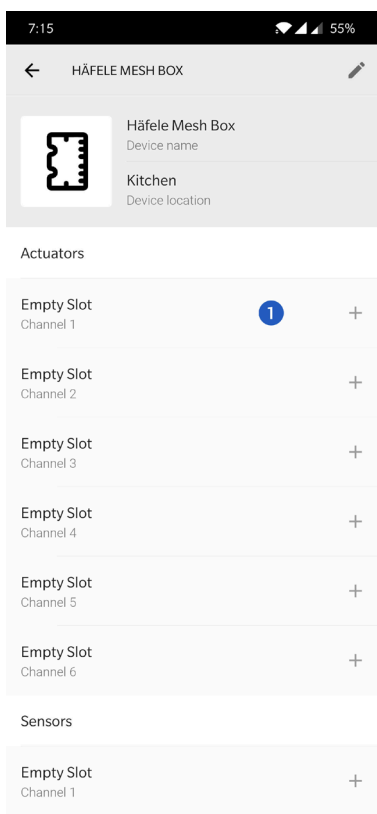 7:15 55%
HÄFELE MESH BOX
Häfele Mesh Box
Device name
Kitchen
Device location
Actuators
Empty Slot
Channel 1
1
Empty Slot
Channel 2
Empty Slot
Channel 3
Empty Slot
Channel 4
Empty Slot
Channel 5
Empty Slot
Channel 6
Sensors
Empty Slot
Channel 1